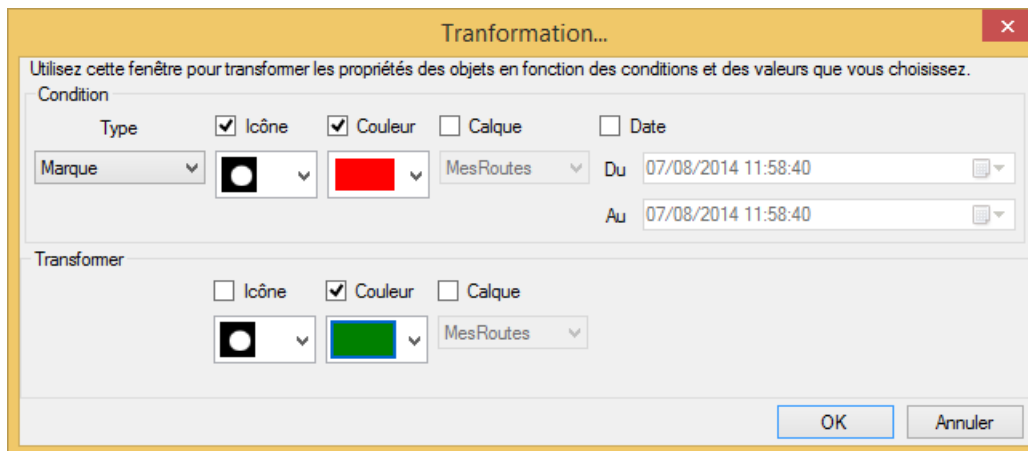 Tranformation...
Utilisez cette fenêtre pour transformer les propriétés des objets en fonction des conditions et des valeurs que vous choisissez.
Condition
Type Icône Couleur Calque Date
Marque MesRoutes Du 07/08/2014 11:58:40
Au 07/08/2014 11:58:40
Transformer
Icône Couleur Calque
MesRoutes
OK Annuler